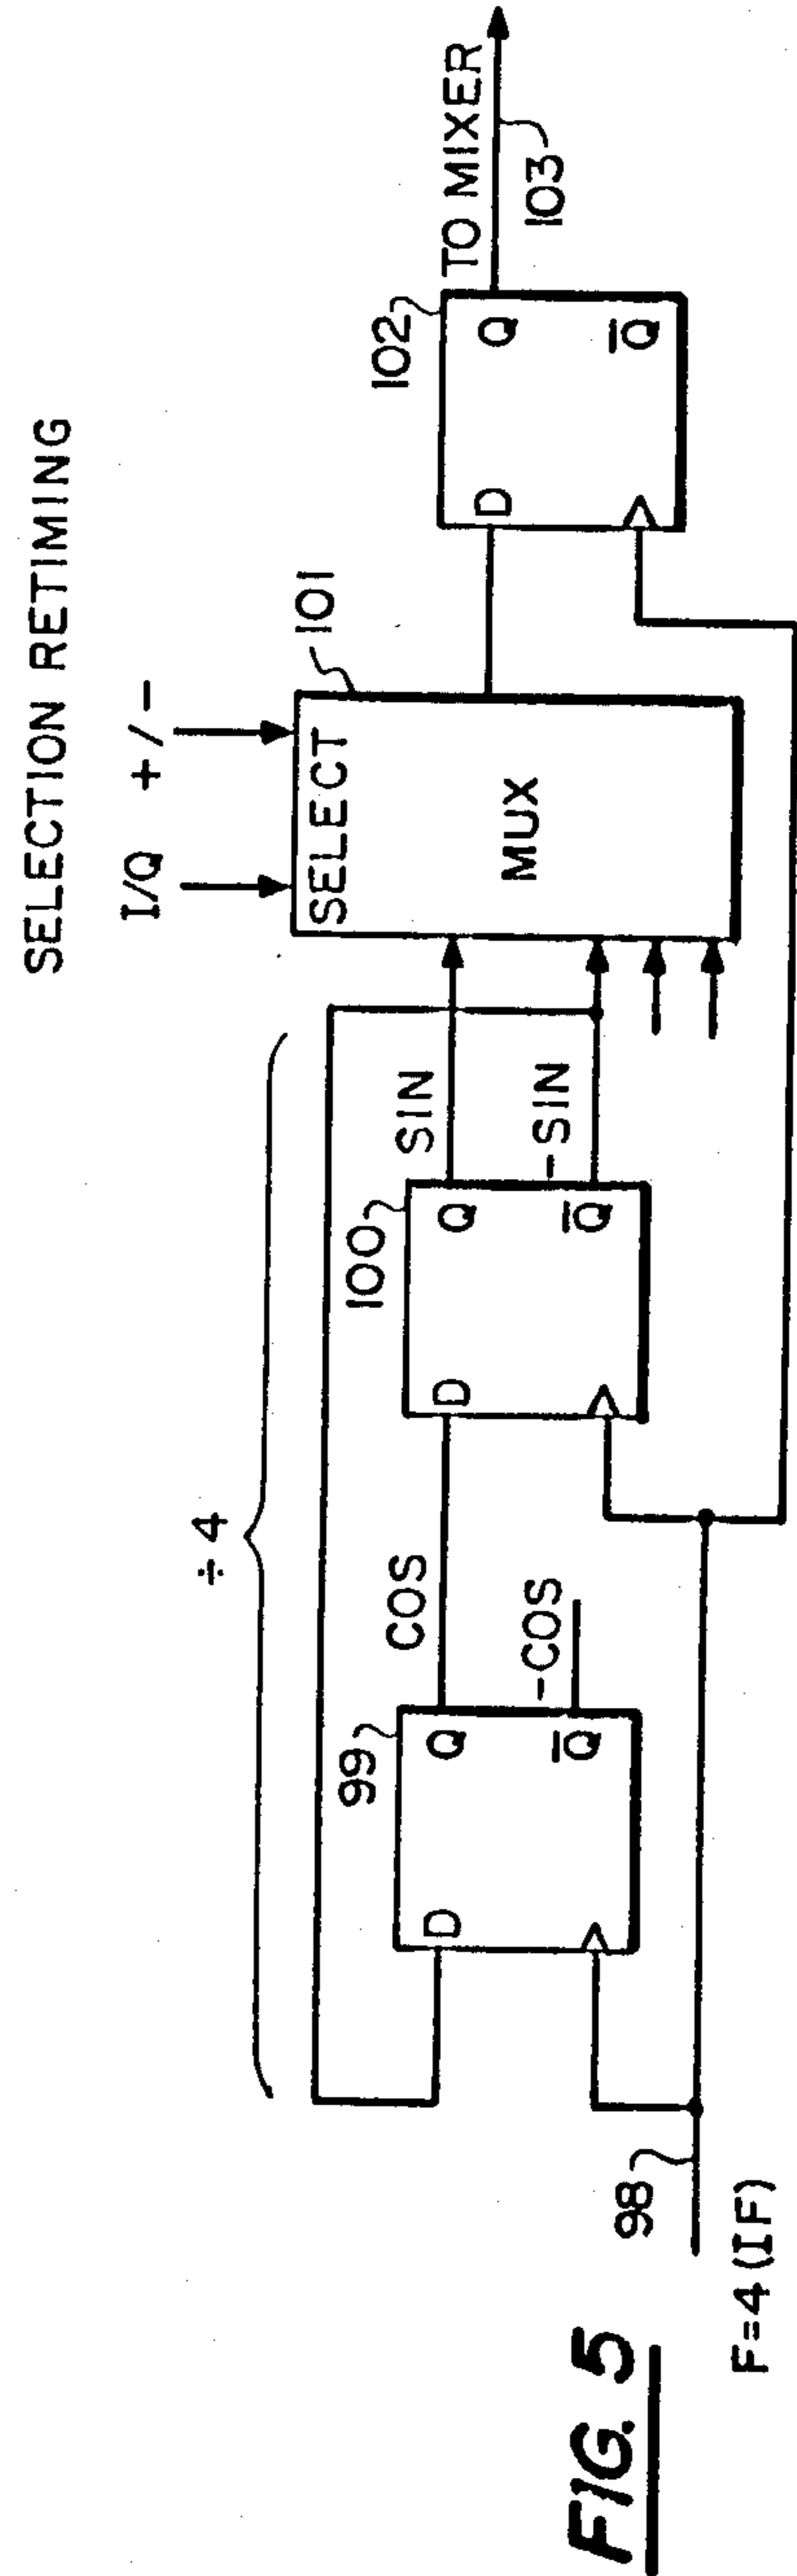 SELECTION RETIMING
÷4
I/Q +/-
99
COS
100
SIN
101
SELECT
102
TO MIXER
103
D
Q
D
Q
MUX
D
Q
Q̅
-COS
Q̅
-SIN
Q̅
98
F=4(IF)
FIG. 5